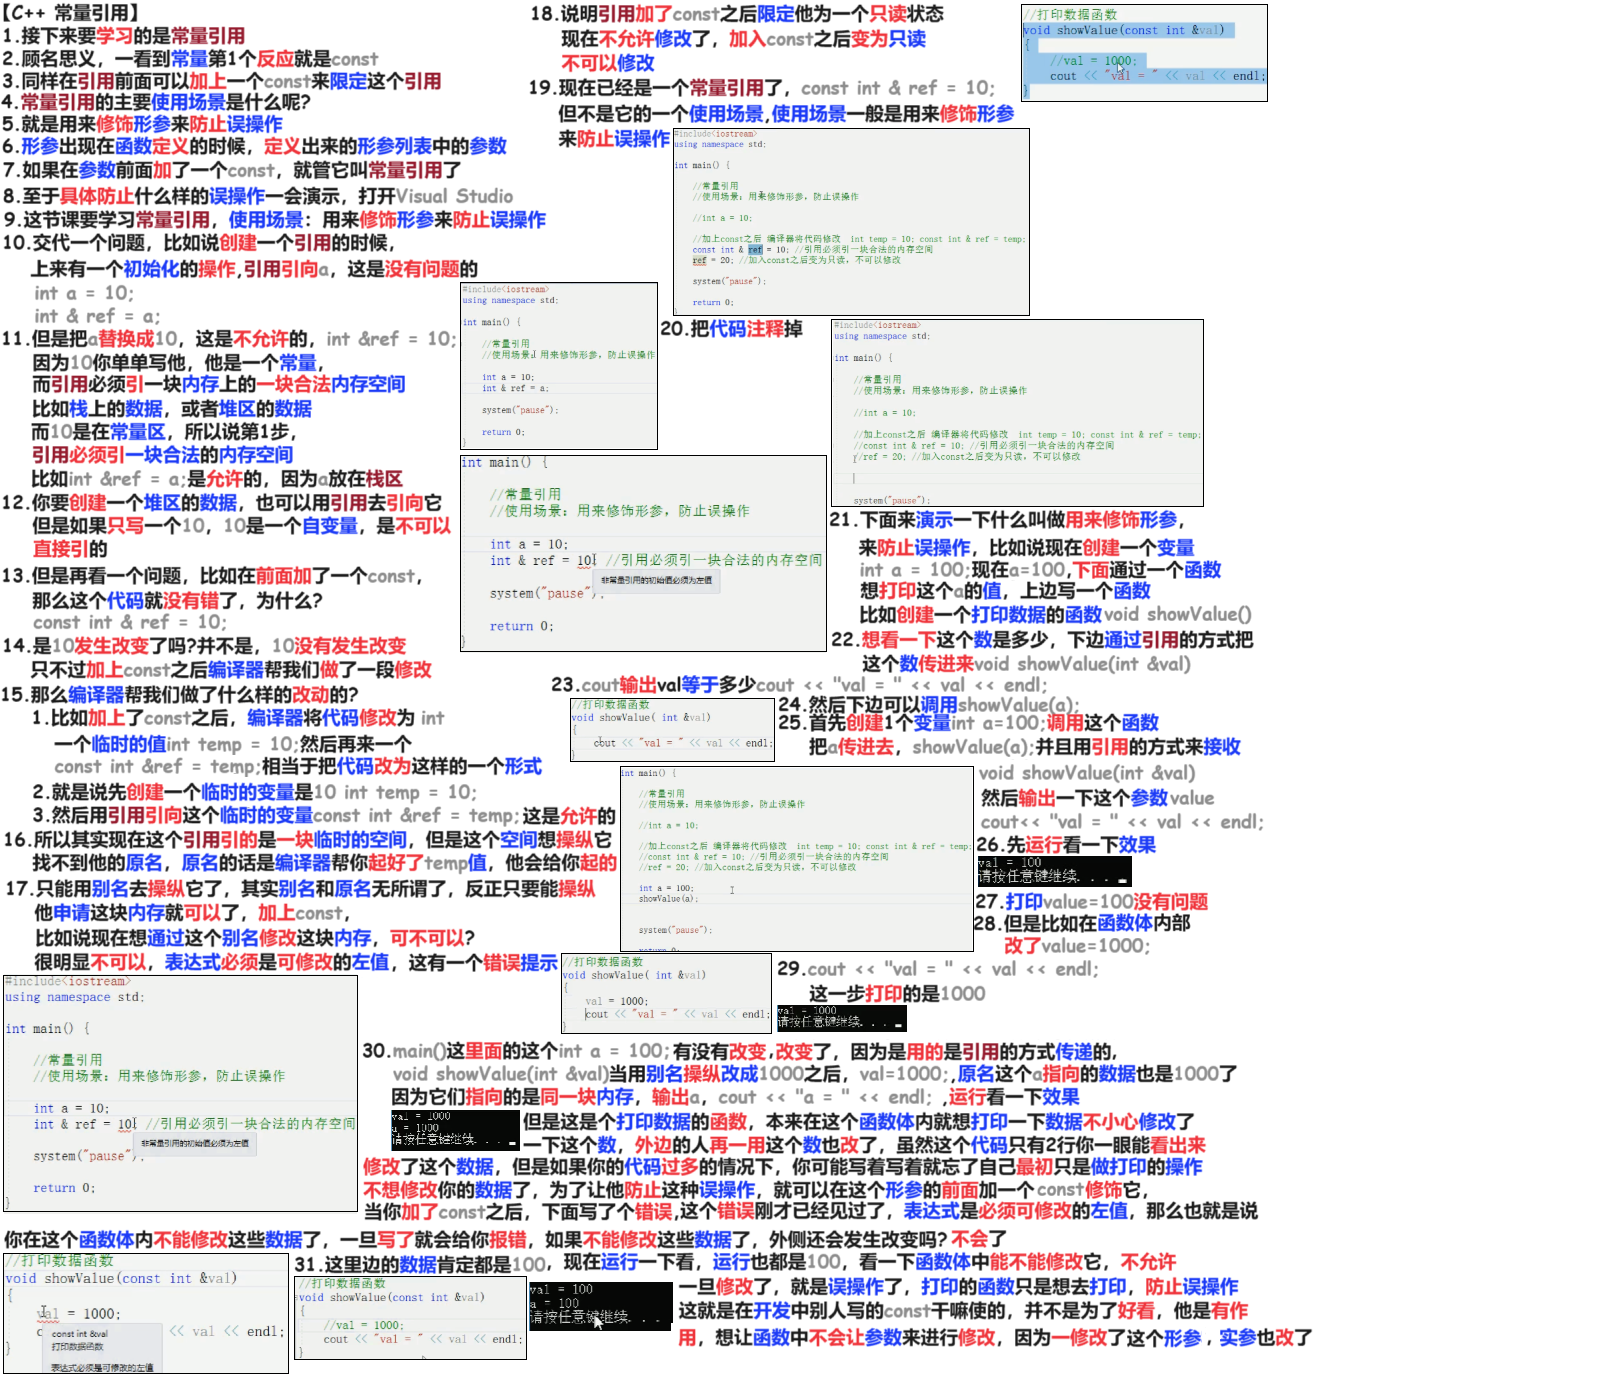 【C++ 常量引用】
1.接下来要学习的是常量引用
2.顾名思义，一看到常量第1个反应就是const
3.同样在引用前面可以加上一个const来限定这个引用
4.常量引用的主要使用场景是什么呢?
5.就是用来修饰形参来防止误操作
6.形参出现在函数定义的时候，定义出来的形参列表中的参数
7.如果在参数前面加了一个const，就管它叫常量引用了
8.至于具体防止什么样的误操作一会演示，打开Visual Studio
9.这节课要学习常量引用，使用场景：用来修饰形参来防止误操作
10.交代一个问题，比如说创建一个引用的时候，
上来有一个初始化的操作,引用引向a，这是没有问题的
int a = 10;
int & ref = a;
11.但是把a替换成10，这是不允许的，int &ref = 10;
因为10你单单写他，他是一个常量，
而引用必须引一块内存上的一块合法内存空间
比如栈上的数据，或者堆区的数据
而10是在常量区，所以说第1步，
引用必须引一块合法的内存空间
比如int &ref = a;是允许的，因为a放在栈区
12.你要创建一个堆区的数据，也可以用引用去引向它
但是如果只写一个10，10是一个自变量，是不可以
直接引的
13.但是再看一个问题，比如在前面加了一个const，
那么这个代码就没有错了，为什么?
const int & ref = 10;
14.是10发生改变了吗?并不是，10没有发生改变
只不过加上const之后编译器帮我们做了一段修改
15.那么编译器帮我们做了什么样的改动的?
1.比如加上了const之后，编译器将代码修改为 int
一个临时的值int temp = 10;然后再来一个
const int &ref = temp;相当于把代码改为这样的一个形式
2.就是说先创建一个临时的变量是10 int temp = 10;
3.然后用引用引向这个临时的变量const int &ref = temp;这是允许的
16.所以其实现在这个引用引的是一块临时的空间，但是这个空间想操纵它
找不到他的原名，原名的话是编译器帮你起好了temp值，他会给你起的
17.只能用别名去操纵它了，其实别名和原名无所谓了，反正只要能操纵
他申请这块内存就可以了，加上const，
比如说现在想通过这个别名修改这块内存，可不可以?
很明显不可以，表达式必须是可修改的左值，这有一个错误提示
#include<iostream>
using namespace std;
int main() {
//常量引用
//使用场景：用来修饰形参，防止误操作
int a = 10;
int & ref = 10; //引用必须引一块合法的内存空间
非常量引用的初始值必须为左值
system("pause");
return 0;
}
18.说明引用加了const之后限定他为一个只读状态
现在不允许修改了，加入const之后变为只读
不可以修改
//打印数据函数
void showValue(const int &val)
{
//val = 1000;
cout << "val = " << val << endl;
}
19.现在已经是一个常量引用了，const int & ref = 10;
但不是它的一个使用场景,使用场景一般是用来修饰形参
来防止误操作
#include<iostream>
using namespace std;
int main() {
//常量引用
//使用场景：用来修饰形参，防止误操作
//int a = 10;
//加上const之后 编译器将代码修改 int temp = 10; const int & ref = temp;
const int & ref = 10; //引用必须引一块合法的内存空间
ref = 20; //加入const之后变为只读，不可以修改
system("pause");
return 0;
#include<iostream>
using namespace std;
int main() {
//常量引用
//使用场景：用来修饰形参，防止误操作
int a = 10;
int & ref = a;
system("pause");
return 0;
}
int main() {
//常量引用
//使用场景：用来修饰形参，防止误操作
int a = 10;
int & ref = 10; //引用必须引一块合法的内存空间
非常量引用的初始值必须为左值
system("pause");
return 0;
}
20.把代码注释掉
#include<iostream>
using namespace std;
int main() {
//常量引用
//使用场景：用来修饰形参，防止误操作
//int a = 10;
//加上const之后 编译器将代码修改 int temp = 10; const int & ref = temp;
//const int & ref = 10; //引用必须引一块合法的内存空间
//ref = 20; //加入const之后变为只读，不可以修改
system("pause");
21.下面来演示一下什么叫做用来修饰形参，
来防止误操作，比如说现在创建一个变量
int a = 100;现在a=100,下面通过一个函数
想打印这个a的值，上边写一个函数
比如创建一个打印数据的函数void showValue()
22.想看一下这个数是多少，下边通过引用的方式把
这个数传进来void showValue(int &val)
23.cout输出val等于多少cout << "val = " << val << endl;
//打印数据函数
void showValue( int &val)
{
cout << "val = " << val << endl;
}
24.然后下边可以调用showValue(a);
25.首先创建1个变量int a=100;调用这个函数
把a传进去，showValue(a);并且用引用的方式来接收
void showValue(int &val)
然后输出一下这个参数value
cout<< "val = " << val << endl;
int main() {
//常量引用
//使用场景：用来修饰形参，防止误操作
//int a = 10;
//加上const之后 编译器将代码修改 int temp = 10; const int & ref = temp;
//const int & ref = 10; //引用必须引一块合法的内存空间
//ref = 20; //加入const之后变为只读，不可以修改
int a = 100;
showValue(a);
system("pause");
return 0;
26.先运行看一下效果
val = 100
请按任意键继续. . .
27.打印value=100没有问题
28.但是比如在函数体内部
改了value=1000;
//打印数据函数
void showValue( int &val)
{
val = 1000;
cout << "val = " << val << endl;
}
29.cout << "val = " << val << endl;
这一步打印的是1000
val = 1000
请按任意键继续. . .
30.main()这里面的这个int a = 100;有没有改变,改变了，因为是用的是引用的方式传递的，
void showValue(int &val)当用别名操纵改成1000之后，val=1000;,原名这个a指向的数据也是1000了
因为它们指向的是同一块内存，输出a，cout << "a = " << endl; ,运行看一下效果
val = 1000
a = 1000
请按任意键继续. . .
但是这是个打印数据的函数，本来在这个函数体内就想打印一下数据不小心修改了
一下这个数，外边的人再一用这个数也改了，虽然这个代码只有2行你一眼能看出来
修改了这个数据，但是如果你的代码过多的情况下，你可能写着写着就忘了自己最初只是做打印的操作
不想修改你的数据了，为了让他防止这种误操作，就可以在这个形参的前面加一个const修饰它，
当你加了const之后，下面写了个错误,这个错误刚才已经见过了，表达式是必须可修改的左值，那么也就是说
你在这个函数体内不能修改这些数据了，一旦写了就会给你报错，如果不能修改这些数据了，外侧还会发生改变吗?不会了
//打印数据函数
void showValue(const int &val)
{
val = 1000;
c << val << endl;
}
const int &val
打印数据函数
表达式必须是可修改的左值
31.这里边的数据肯定都是100，现在运行一下看，运行也都是100，看一下函数体中能不能修改它，不允许
//打印数据函数
void showValue(const int &val)
{
//val = 1000;
cout << "val = " << val << endl;
}
val = 100
a = 100
请按任意键继续. . .
一旦修改了，就是误操作了，打印的函数只是想去打印，防止误操作
这就是在开发中别人写的const干嘛使的，并不是为了好看，他是有作
用，想让函数中不会让参数来进行修改，因为一修改了这个形参，实参也改了